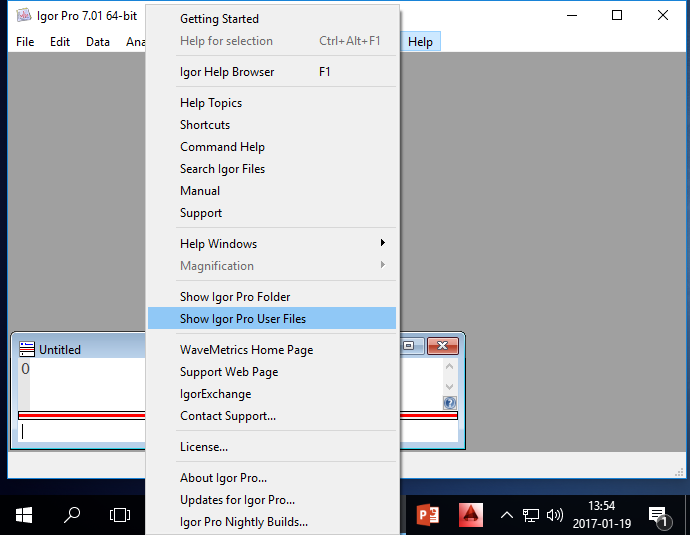 Igor Pro 7.01 64-bit
File Edit Data Help
Getting Started
Help for selection Ctrl+Alt+F1
Igor Help Browser F1
Help Topics
Shortcuts
Command Help
Search Igor Files
Manual
Support
Help Windows
Magnification
Show Igor Pro Folder
Show Igor Pro User Files
Untitled
0
WaveMetrics Home Page
Support Web Page
IgorExchange
Contact Support...
License...
About Igor Pro...
Updates for Igor Pro...
Igor Pro Nightly Builds...
13:54
2017-01-19
1